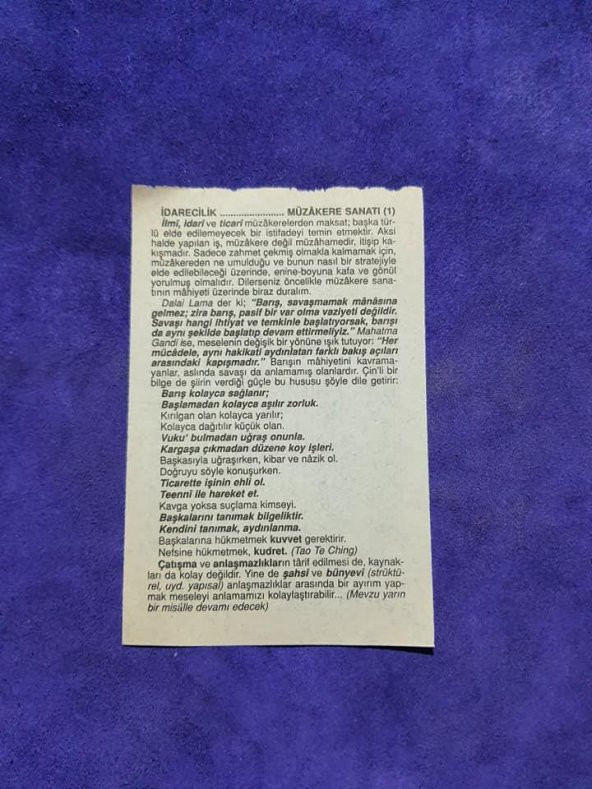 İDARECİLİK ........................ MÜZÂKERE SANATI (1)
İlmî, idarî ve ticarî müzâkerelerden maksat; başka tür-
lü elde edilemeyecek bir istifadeyi temin etmektir. Aksi
halde yapılan iş, müzâkere değil müzâhamedir, itişip ka-
kışmadır. Sadece zahmet çekmiş olmakla kalmamak için,
müzâkereden ne umulduğu ve bunun nasıl bir stratejiyle
elde edilebileceği üzerinde, enine-boyuna kafa ve gönül
yorulmuş olmalıdır. Dilerseniz öncelikle müzâkere sana-
tının mâhiyeti üzerinde biraz duralım.
Dalai Lama der ki; "Barış, savaşmamak mânâsına
gelmez; zira barış, pasif bir var olma vaziyeti değildir.
Savaşı hangi ihtiyat ve temkinle başlatıyorsak, barışı
da aynı şekilde başlatıp devam ettirmeliyiz." Mahatma
Gandi ise, meselenin değişik bir yönüne ışık tutuyor: "Her
mücâdele, aynı hakikati aydınlatan farklı bakış açıları
arasındaki kapışmadır." Barışın mâhiyetini kavrama-
yanlar, aslında savaşı da anlamamış olanlardır. Çin'li bir
bilge de şiirin verdiği güçle bu hususu şöyle dile getirir:
Barış kolayca sağlanır;
Başlamadan kolayca aşılır zorluk.
Kırılgan olan kolayca yarılır;
Kolayca dağıtılır küçük olan.
Vuku' bulmadan uğraş onunla.
Kargaşa çıkmadan düzene koy işleri.
Başkasıyla uğraşırken, kibar ve nâzik ol.
Doğruyu söyle konuşurken.
Ticarette işinin ehli ol.
Teennî ile hareket et.
Kavga yoksa suçlama kimseyi.
Başkalarını tanımak bilgeliktir.
Kendini tanımak, aydınlanma.
Başkalarına hükmetmek kuvvet gerektirir.
Nefsine hükmetmek, kudret. (Tao Te Ching)
Çatışma ve anlaşmazlıkların târif edilmesi de, kaynak-
ları da kolay değildir. Yine de şahsî ve bünyevî (strüktü-
rel, uyd. yapısal) anlaşmazlıklar arasında bir ayırım yap-
mak meseleyi anlamamızı kolaylaştırabilir... (Mevzu yarın
bir misâlle devamı edecek)